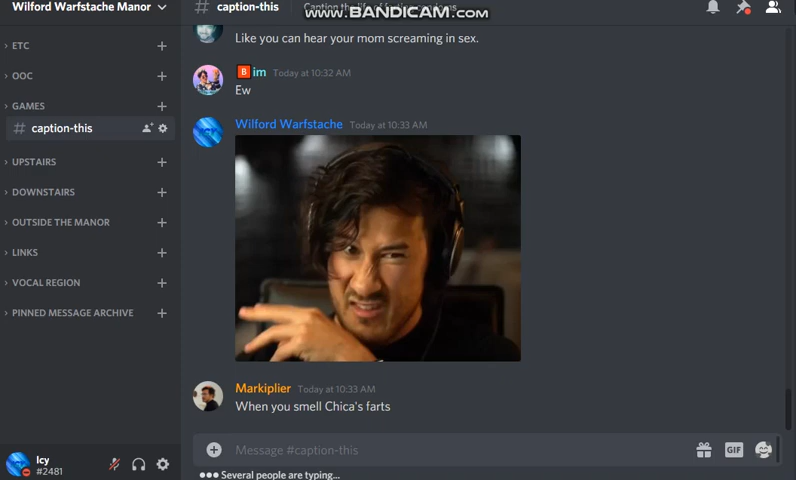 Wilford Warfstache Manor
# caption-this
WWW.BANDICAM.COM
ETC
OOC
GAMES
# caption-this
UPSTAIRS
DOWNSTAIRS
OUTSIDE THE MANOR
LINKS
VOCAL REGION
PINNED MESSAGE ARCHIVE
Icy
#2481
Like you can hear your mom screaming in sex.
B im Today at 10:32 AM
Ew
Wilford Warfstache Today at 10:33 AM
Markiplier Today at 10:33 AM
When you smell Chica's farts
Message #caption-this
GIF
Several people are typing...